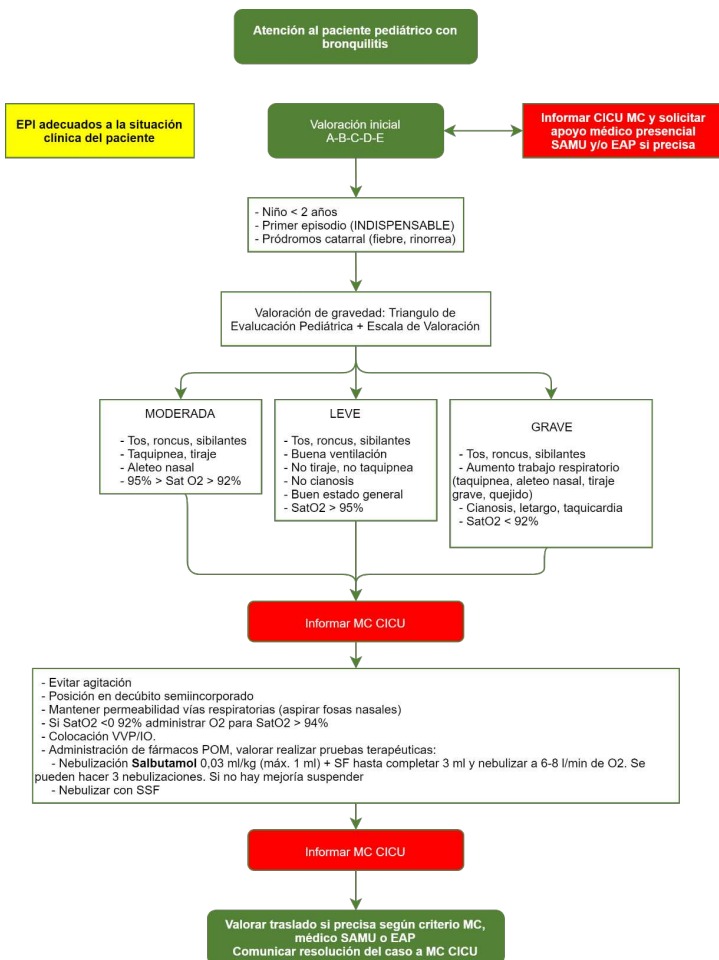 Atención al paciente pediátrico con
bronquilitis
EPI adecuados a la situación
clinica del paciente
Valoración inicial
A-B-C-D-E
Informar CICU MC y solicitar
apoyo médico presencial
SAMU y/o EAP si precisa
- Niño < 2 años
- Primer episodio (INDISPENSABLE)
- Pródromos catarral (fiebre, rinorrea)
Valoración de gravedad: Triangulo de
Evalucación Pediátrica + Escala de Valoración
MODERADA
- Tos, roncus, sibilantes
- Taquipnea, tiraje
- Aleteo nasal
- 95% > Sat O2 > 92%
LEVE
- Tos, roncus, sibilantes
- Buena ventilación
- No tiraje, no taquipnea
- No cianosis
- Buen estado general
- SatO2 > 95%
GRAVE
- Tos, roncus, sibilantes
- Aumento trabajo respiratorio
(taquipnea, aleteo nasal, tiraje
grave, quejido)
- Cianosis, letargo, taquicardia
- SatO2 < 92%
Informar MC CICU
- Evitar agitación
- Posición en decúbito semiincorporado
- Mantener permeabilidad vías respiratorias (aspirar fosas nasales)
- Si SatO2 <0 92% administrar O2 para SatO2 > 94%
- Colocación VVP/IO.
- Administración de fármacos POM, valorar realizar pruebas terapéuticas:
- Nebulización Salbutamol 0,03 ml/kg (máx. 1 ml) + SF hasta completar 3 ml y nebulizar a 6-8 l/min de O2. Se
pueden hacer 3 nebulizaciones. Si no hay mejoría suspender
- Nebulizar con SSF
Informar MC CICU
Valorar traslado si precisa según criterio MC,
médico SAMU o EAP
Comunicar resolución del caso a MC CICU